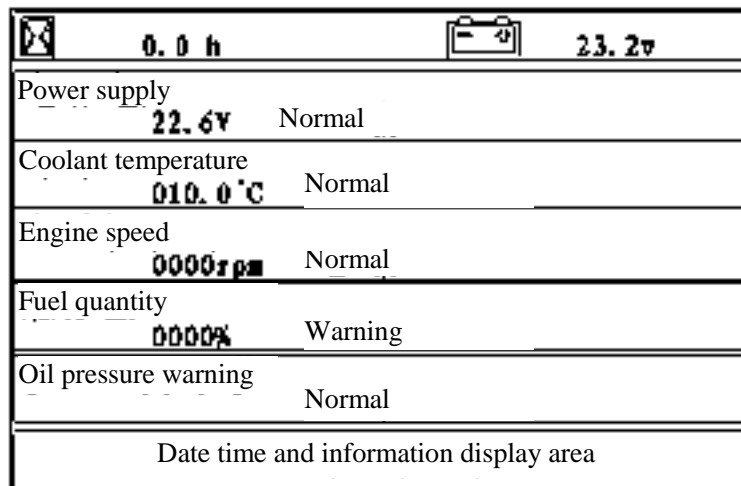 0.0 h 23.2v
Power supply
22.6V Normal
Coolant temperature
010.0°C Normal
Engine speed
0000rpm Normal
Fuel quantity
0000% Warning
Oil pressure warning
Normal
Date time and information display area